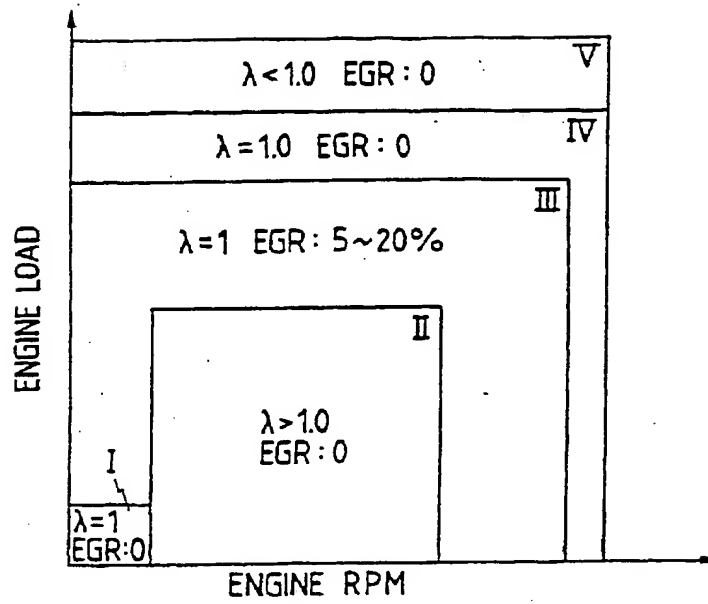 V
λ<1.0 EGR:0
IV
λ=1.0 EGR:0
III
λ=1 EGR:5~20%
II
λ>1.0
EGR:0
I
λ=1
EGR:0
ENGINE LOAD
ENGINE RPM